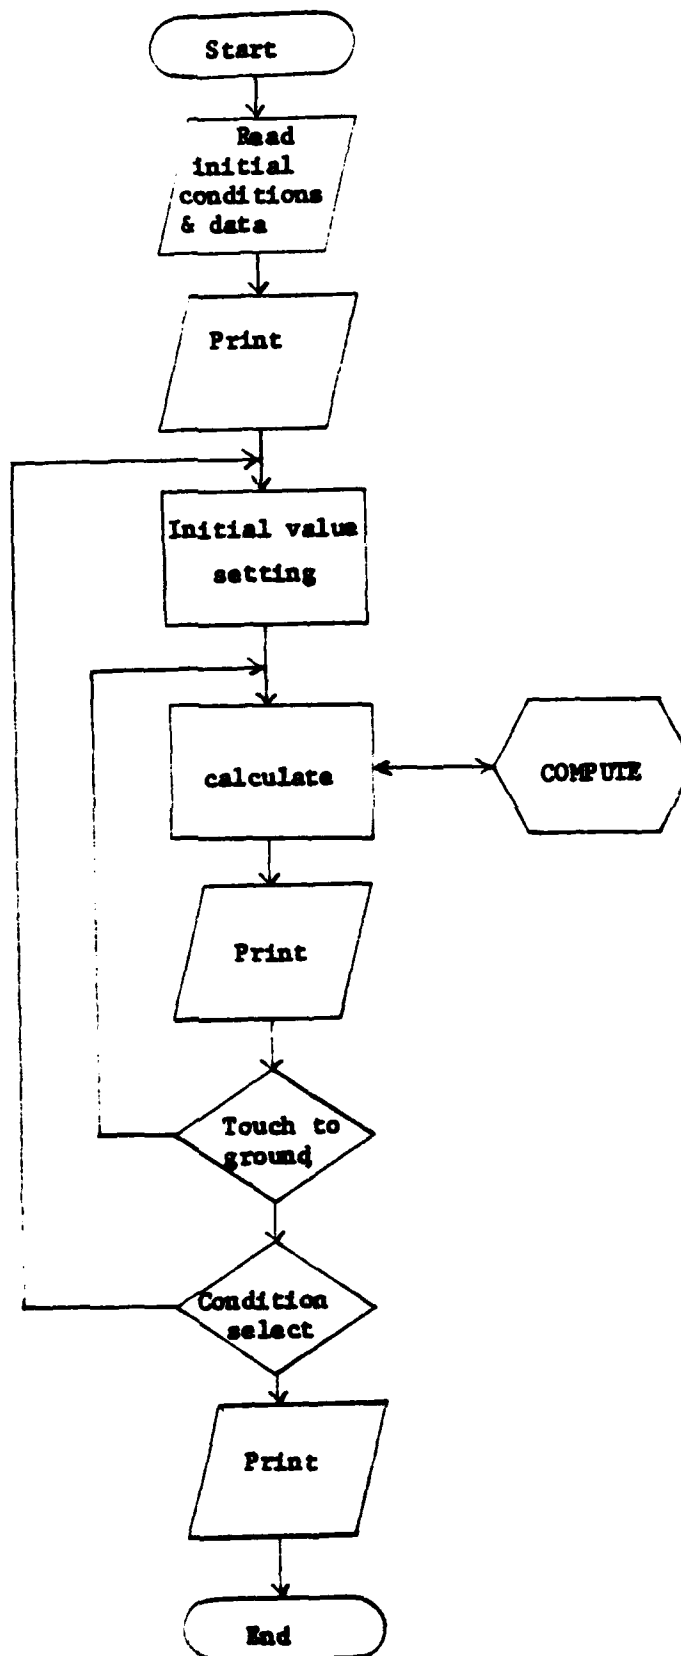 Start
Read
initial
conditions
& data
Print
Initial value
setting
calculate
COMPUTE
Print
Touch to
ground
Condition
select
Print
End